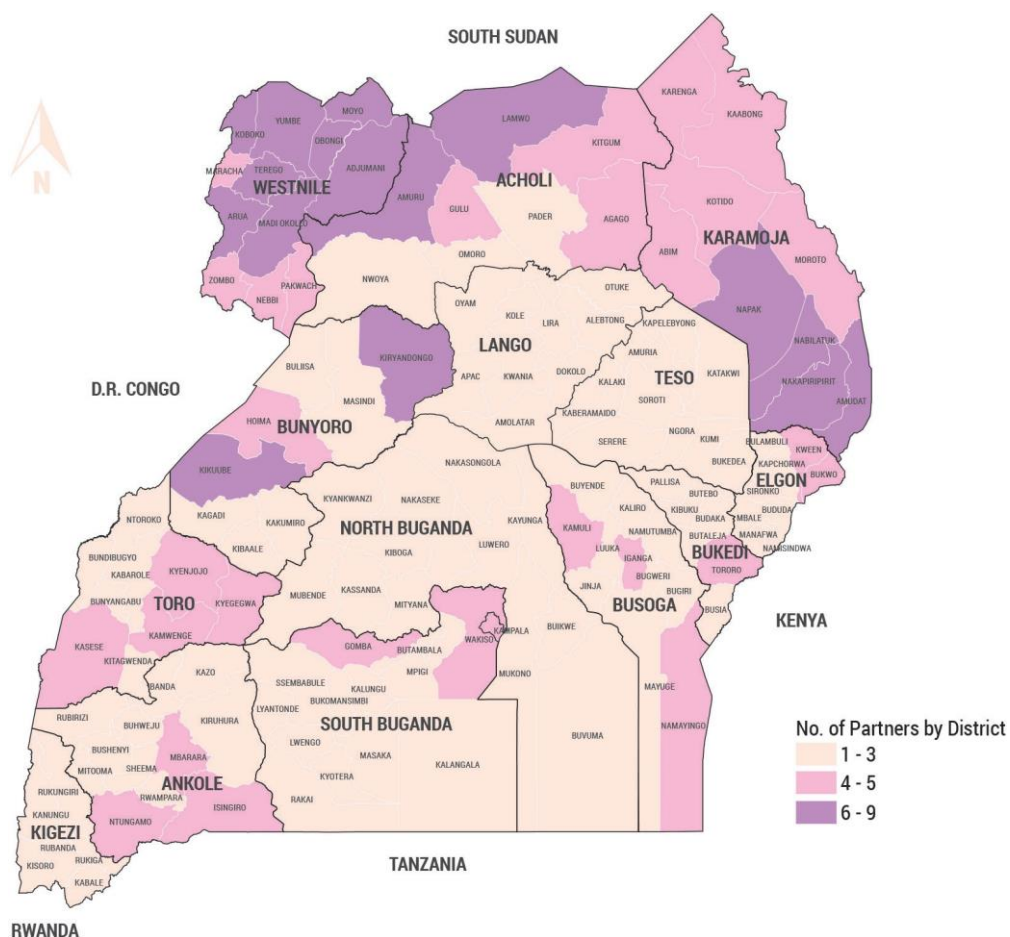 SOUTH SUDAN
KARENGA
KAABONG
MOYO
YUMBE
LAMWO
KOBOKO
OBONGI
KITGUM
ADJUMANI
MARACHA
TEREGO
WESTNILE
ACHOLI
AMURU
KOTIDO
GULU
PADER
AGAGO
ARUA
MADI OKOLLO
KARAMOJA
ABIM
MOROTO
OMORO
ZOMBO
NWOYA
PAKWACH
NEBBI
OTUKE
OYAM
NAPAK
KOLE
LIRA
ALEBTONG
KAPELEBYONG
NABILATUK
LANGO
AMURIA
KIRYANDONGO
BULIISA
DOKOLO
KATAKWI
D.R. CONGO
APAC
KWANIA
KALAKI
TESO
NAKAPIRIPIRIT
AMUDAT
MASINDI
SOROTI
KABERAMAIDO
HOIMA
BUNYORO
AMOLATAR
NGORA
KUMI
SERERE
BULAMBULI
KWEEN
KAPCHORWA
BUKEDEA
KIKUUBE
NAKASONGOLA
ELGON
BUKWO
BUYENDE
PALLISA
SIRONKO
NTOROKO
KAGADI
KAKUMIRO
KYANKWANZI
NAKASEKE
BUTEBO
KALIRO
KIBUKU
BUDUDA
NORTH BUGANDA
KAYUNGA
KAMULI
BUDAKA
MBALE
NAMUTUMBA
BUTALEJA
MANAFWA
KIBAALE
LUWERO
LUUKA
NAMISINDWA
BUNDIBUGYO
KYENJOJO
KIBOGA
IGANGA
BUKEDI
KABAROLE
TORORO
BUGWERI
JINJA
BUNYANGABU
TORO
KYEGEGWA
MUBENDE
KASSANDA
BUGIRI
MITYANA
BUSOGA
BUSIA
KENYA
KAMWENGE
KAMPALA
BUIKWE
KASESE
WAKISO
GOMBA
BUTAMBALA
KITAGWENDA
KAZO
MPIGI
MUKONO
SSEMBABULE
BANDA
KALUNGU
MAYUGE
BUKOMANSIMBI
LYANTONDE
RUBIRIZI
KIRUHURA
BUHWEJU
SOUTH BUGANDA
NAMAYINGO
LWENGO
BUVUMA
BUSHENYI
MBARARA
MASAKA
MITOOMA
SHEEMA
KALANGALA
KYOTERA
ANKOLE
RUKUNGIRI
RWAMPARA
RAKAI
ISINGIRO
KANUNGU
NTUNGAMO
KIGEZI
RUBANDA
KISORO
RUKIGA
KABALE
TANZANIA
RWANDA
N
No. of Partners by District
1 - 3
4 - 5
6 - 9